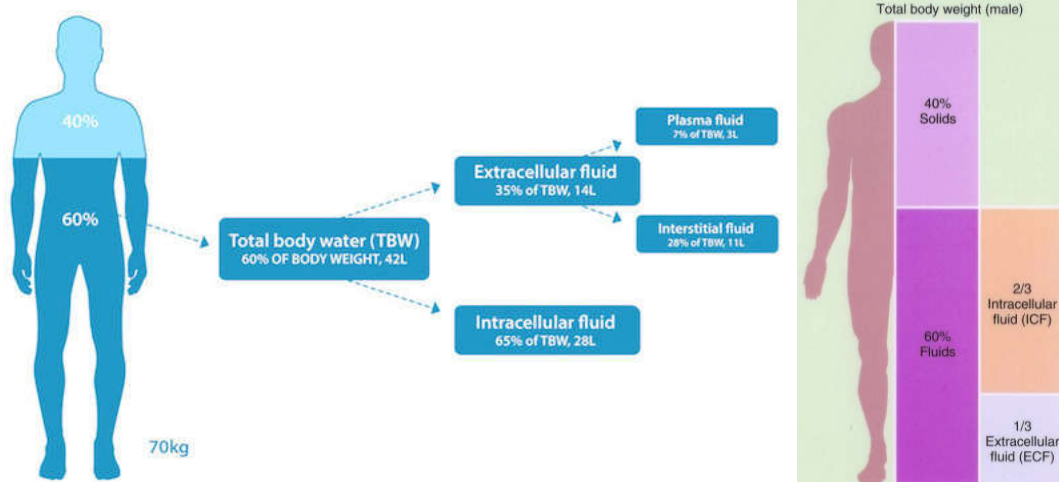 40%
60%
70kg
Total body water (TBW)
60% OF BODY WEIGHT, 42L
Extracellular fluid
35% of TBW, 14L
Intracellular fluid
65% of TBW, 28L
Plasma fluid
7% of TBW, 3L
Interstitial fluid
28% of TBW, 11L
Total body weight (male)
40%
Solids
60%
Fluids
2/3
Intracellular
fluid (ICF)
1/3
Extracellular
fluid (ECF)